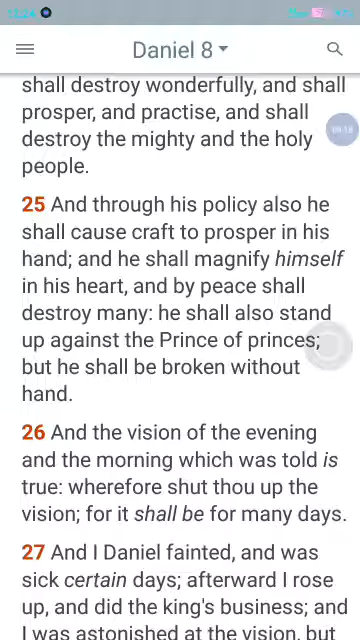 12:24
Daniel 8
shall destroy wonderfully, and shall
prosper, and practise, and shall
destroy the mighty and the holy
people.
09:18
25 And through his policy also he
shall cause craft to prosper in his
hand; and he shall magnify himself
in his heart, and by peace shall
destroy many: he shall also stand
up against the Prince of princes;
but he shall be broken without
hand.
26 And the vision of the evening
and the morning which was told is
true: wherefore shut thou up the
vision; for it shall be for many days.
27 And I Daniel fainted, and was
sick certain days; afterward I rose
up, and did the king's business; and
I was astonished at the vision, but